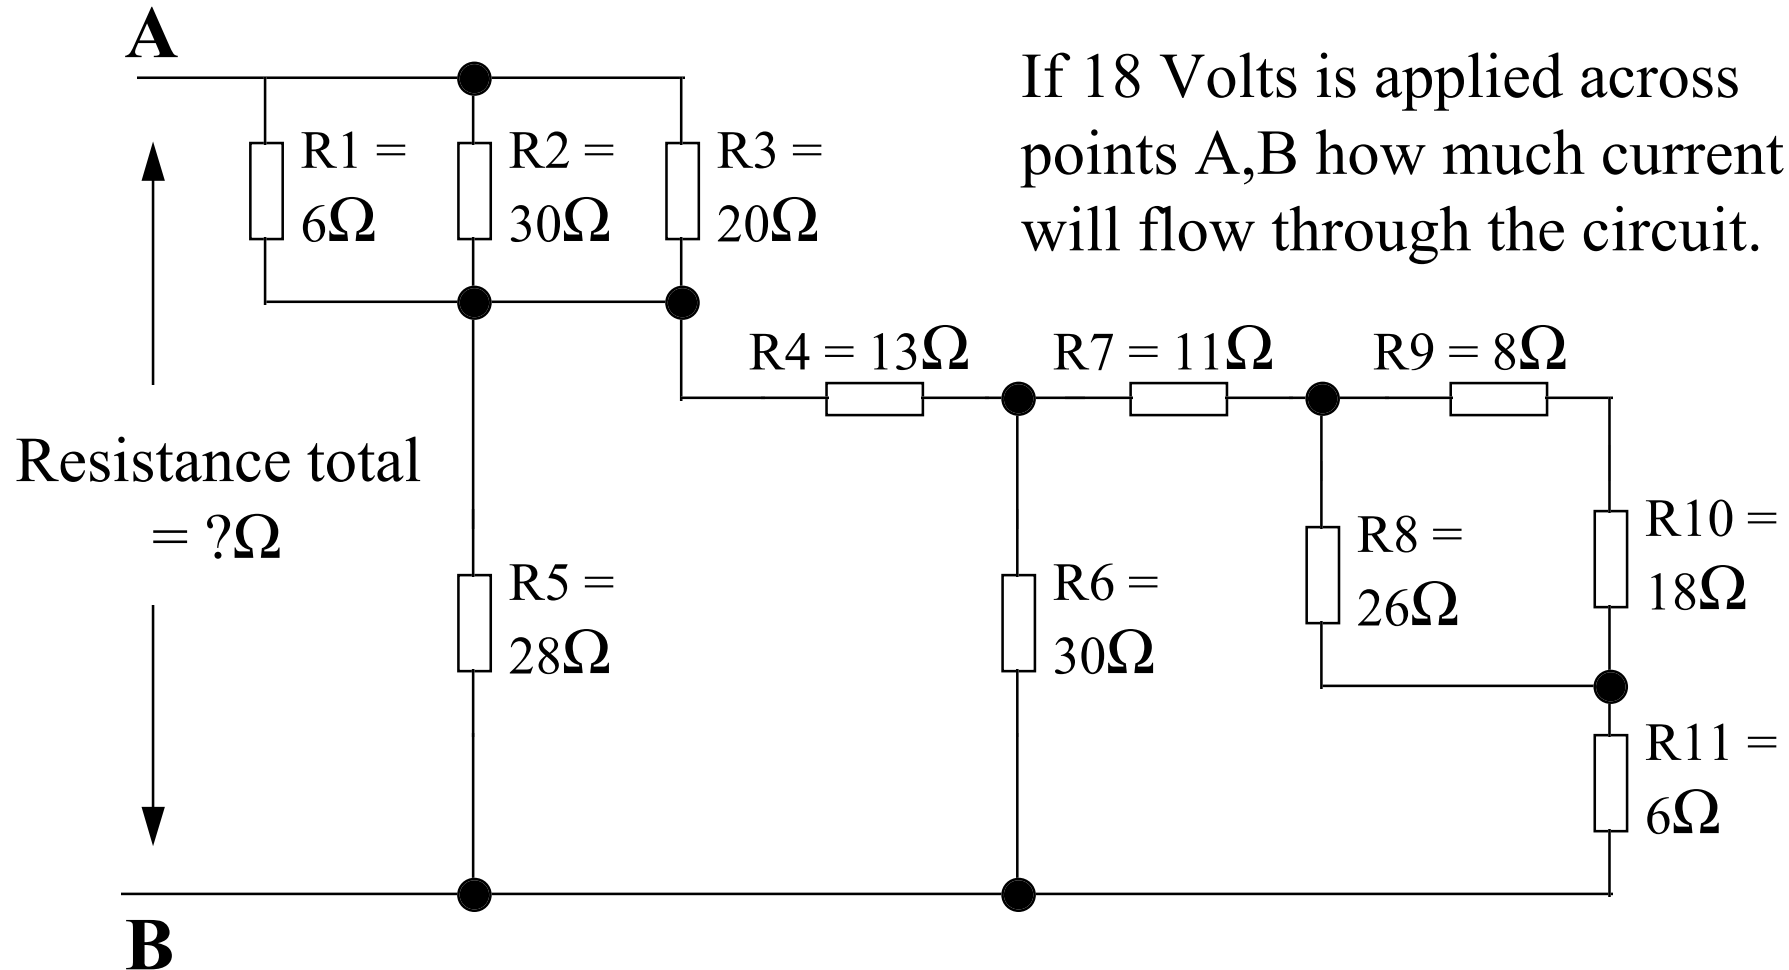 A
If 18 Volts is applied across
points A,B how much current
will flow through the circuit.
R1 =
6Ω
R2 =
30Ω
R3 =
20Ω
R4 = 13Ω
R7 = 11Ω
R9 = 8Ω
Resistance total
= ?Ω
R5 =
28Ω
R6 =
30Ω
R8 =
26Ω
R10 =
18Ω
R11 =
6Ω
B